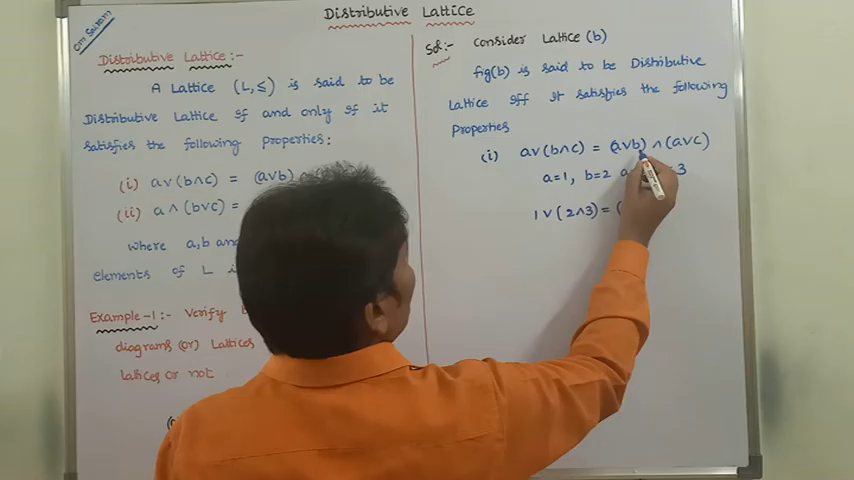 Distributive Lattice
Om Sairam
Distributive Lattice :-
A Lattice (L, ≤) is said to be
Distributive Lattice if and only if it
satisfies the following Properties:
(i) a∨(b∧c) = (a∨b)
(ii) a∧(b∨c) =
where a,b and
elements of L
Example-1:- Verify
diagrams (or) Lattices
Lattices or not
Sol:- Consider Lattice (b)
fig(b) is said to be Distributive
Lattice iff it satisfies the following
Properties
(i) a∨(b∧c) = (a∨b) ∧ (a∨c)
a=1, b=2 3
1∨(2∧3) = (